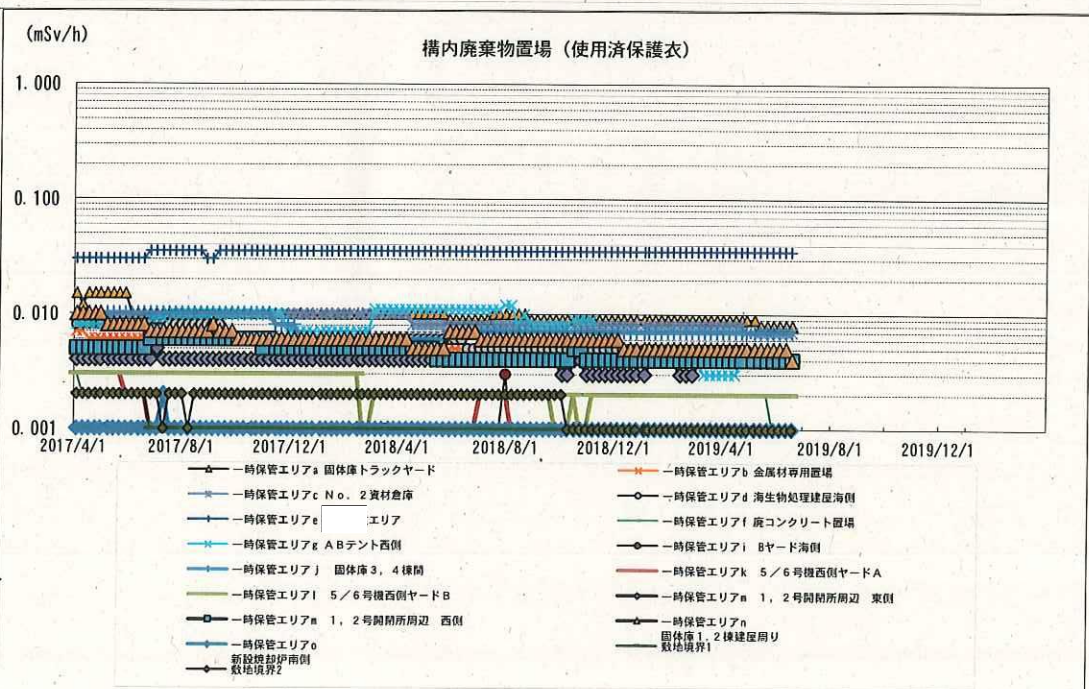 (mSv/h)
構内廃棄物置場（使用済保護衣）
1.000
0.100
0.010
0.001
2017/4/1 2017/8/1 2017/12/1 2018/4/1 2018/8/1 2018/12/1 2019/4/1 2019/8/1 2019/12/1
一時保管エリアa 固体庫トラックヤード
一時保管エリアb 金属材専用置場
一時保管エリアc No. 2資材倉庫
一時保管エリアd 海生物処理建屋海側
一時保管エリアe エリア
一時保管エリアf 廃コンクリート置場
一時保管エリアg ABテント西側
一時保管エリアi Bヤード海側
一時保管エリアj 固体庫3, 4棟間
一時保管エリアk 5／6号機西側ヤードA
一時保管エリアl 5／6号機西側ヤードB
一時保管エリアm 1, 2号開閉所周辺 東側
一時保管エリアm 1, 2号開閉所周辺 西側
一時保管エリアn
固体庫1, 2棟建屋周り
一時保管エリアo
新設焼却炉南側
敷地境界1
敷地境界2